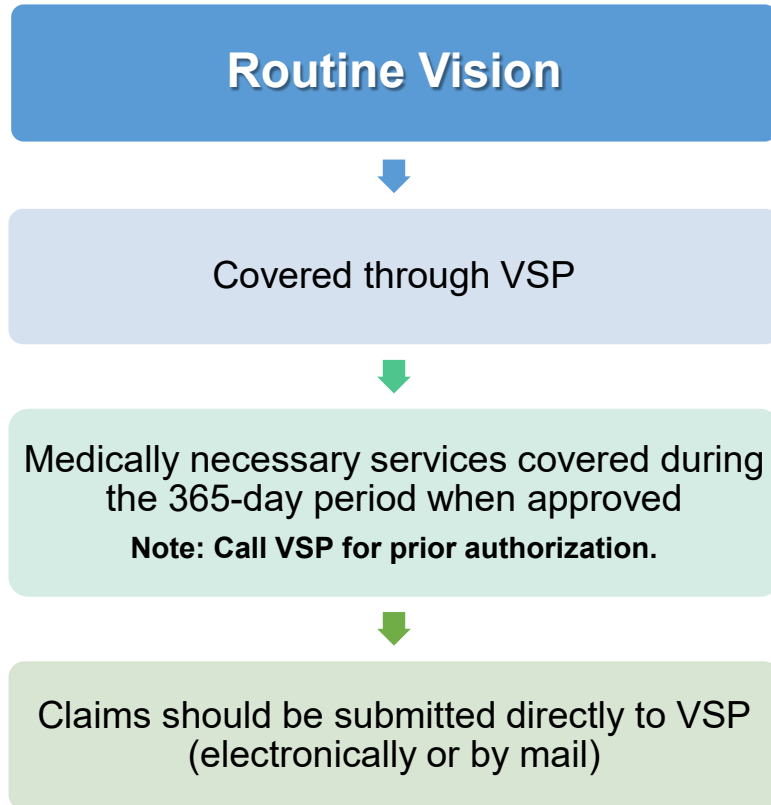 Routine Vision
Covered through VSP
Medically necessary services covered during
the 365-day period when approved
Note: Call VSP for prior authorization.
Claims should be submitted directly to VSP
(electronically or by mail)